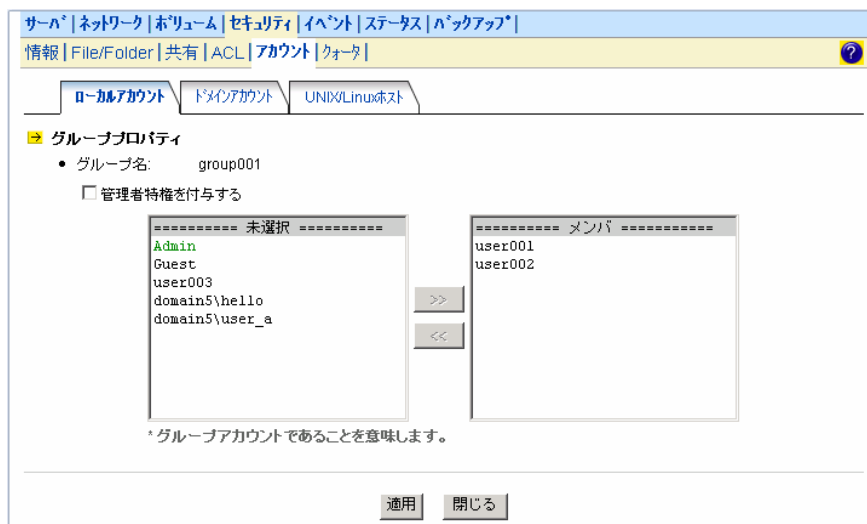 サーバ|ネットワーク|ボリューム|セキュリティ|イベント|ステータス|バックアップ|
情報|File/Folder|共有|ACL|アカウント|クォータ|
?
ローカルアカウント ドメインアカウント UNIX/Linuxホスト
グループプロパティ
• グループ名: group001
管理者特権を付与する
========== 未選択 ==========
Admin
Guest
user003
domain5\hello
domain5\user_a
>>
<<
========== メンバ ===========
user001
user002
*グループアカウントであることを意味します。
適用 閉じる